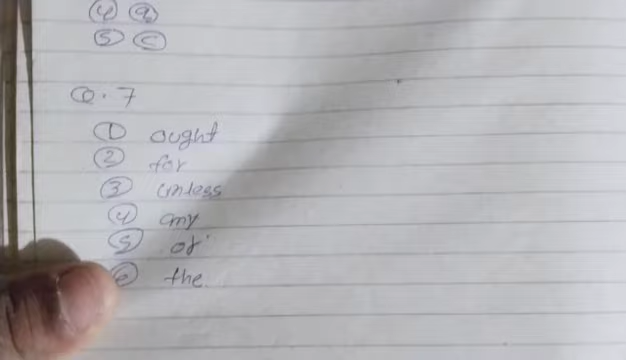 4 a
5 c
Q. 7
1 ought
2 for
3 unless
4 any
5 of
6 the